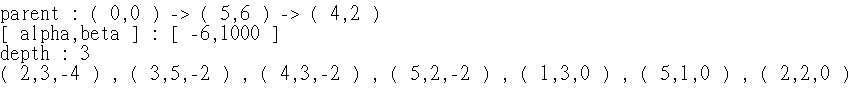 parent : ( 0,0 ) -> ( 5,6 ) -> ( 4,2 )
[ alpha,beta ] : [ -6,1000 ]
depth : 3
( 2,3,-4 ) , ( 3,5,-2 ) , ( 4,3,-2 ) , ( 5,2,-2 ) , ( 1,3,0 ) , ( 5,1,0 ) , ( 2,2,0 )